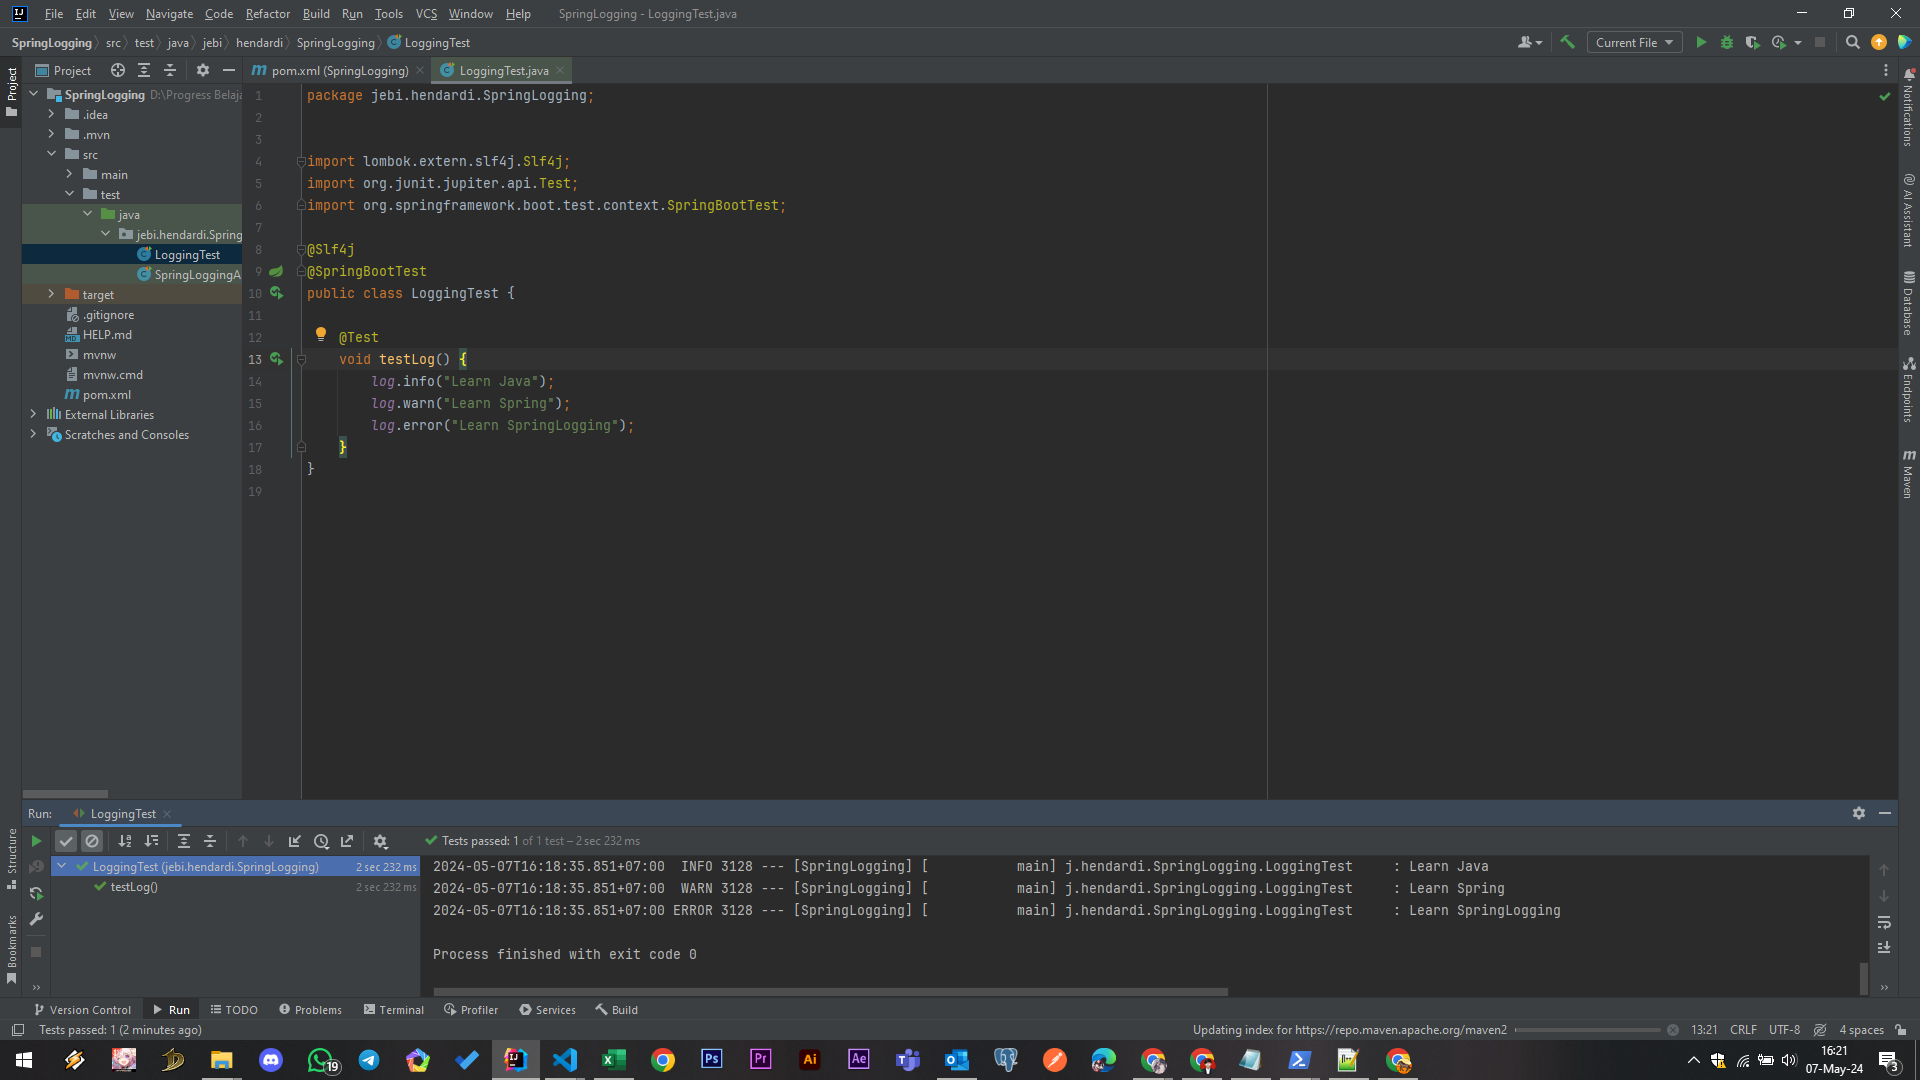 File Edit View Navigate Code Refactor Build Run Tools VCS Window Help SpringLogging - LoggingTest.java
SpringLogging src test java jebi hendardi SpringLogging LoggingTest
Current File
Project
pom.xml (SpringLogging)
LoggingTest.java
Project
SpringLogging D:\Progress Belaja
.idea
.mvn
src
main
test
java
jebi.hendardi.Spring
LoggingTest
SpringLoggingA
target
.gitignore
HELP.md
mvnw
mvnw.cmd
pom.xml
External Libraries
Scratches and Consoles
1 package jebi.hendardi.SpringLogging;
2
3
4 import lombok.extern.slf4j.Slf4j;
5 import org.junit.jupiter.api.Test;
6 import org.springframework.boot.test.context.SpringBootTest;
7
8 @Slf4j
9 @SpringBootTest
10 public class LoggingTest {
11
12 @Test
13 void testLog() {
14 log.info("Learn Java");
15 log.warn("Learn Spring");
16 log.error("Learn SpringLogging");
17 }
18 }
19
Notifications
AI Assistant
Database
Endpoints
Maven
Structure
Bookmarks
Run: LoggingTest
Tests passed: 1 of 1 test – 2 sec 232 ms
LoggingTest (jebi.hendardi.SpringLogging) 2 sec 232 ms
testLog() 2 sec 232 ms
2024-05-07T16:18:35.851+07:00 INFO 3128 --- [SpringLogging] [ main] j.hendardi.SpringLogging.LoggingTest : Learn Java
2024-05-07T16:18:35.851+07:00 WARN 3128 --- [SpringLogging] [ main] j.hendardi.SpringLogging.LoggingTest : Learn Spring
2024-05-07T16:18:35.851+07:00 ERROR 3128 --- [SpringLogging] [ main] j.hendardi.SpringLogging.LoggingTest : Learn SpringLogging
Process finished with exit code 0
Version Control Run TODO Problems Terminal Profiler Services Build
Tests passed: 1 (2 minutes ago)
Updating index for https://repo.maven.apache.org/maven2 13:21 CRLF UTF-8 4 spaces
19
Ps Pr Ai Ae
16:21
07-May-24
3